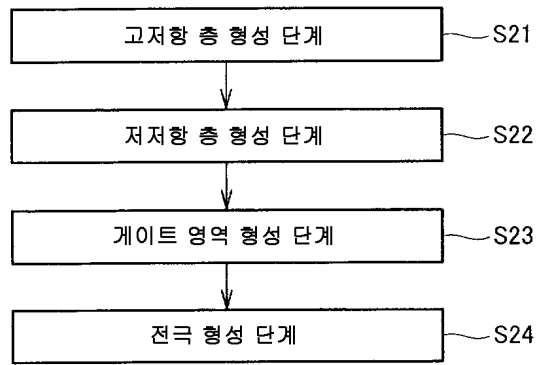 고저항 층 형성 단계 S21
저저항 층 형성 단계 S22
게이트 영역 형성 단계 S23
전극 형성 단계 S24